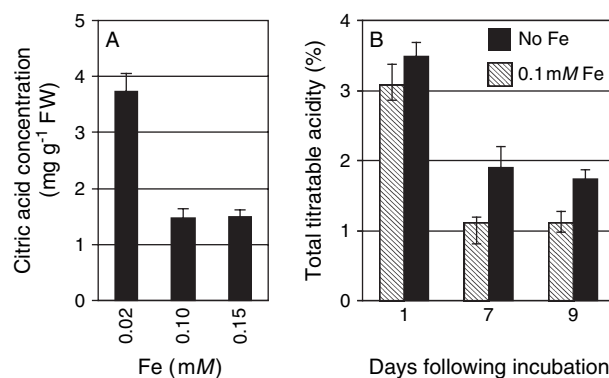 A
Citric acid concentration
(mg g-1 FW)
5
4
3
2
1
0
0.02
0.10
0.15
Fe (mM)
B
No Fe
0.1 mM Fe
Total titratable acidity (%)
4
3
2
1
0
1
7
9
Days following incubation